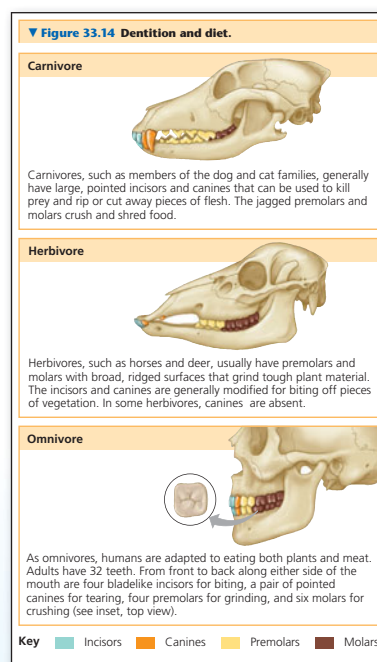 ▼ Figure 33.14 Dentition and diet.
Carnivore
Carnivores, such as members of the dog and cat families, generally
have large, pointed incisors and canines that can be used to kill
prey and rip or cut away pieces of flesh. The jagged premolars and
molars crush and shred food.
Herbivore
Herbivores, such as horses and deer, usually have premolars and
molars with broad, ridged surfaces that grind tough plant material.
The incisors and canines are generally modified for biting off pieces
of vegetation. In some herbivores, canines are absent.
Omnivore
As omnivores, humans are adapted to eating both plants and meat.
Adults have 32 teeth. From front to back along either side of the
mouth are four bladelike incisors for biting, a pair of pointed
canines for tearing, four premolars for grinding, and six molars for
crushing (see inset, top view).
Key Incisors Canines Premolars Molars